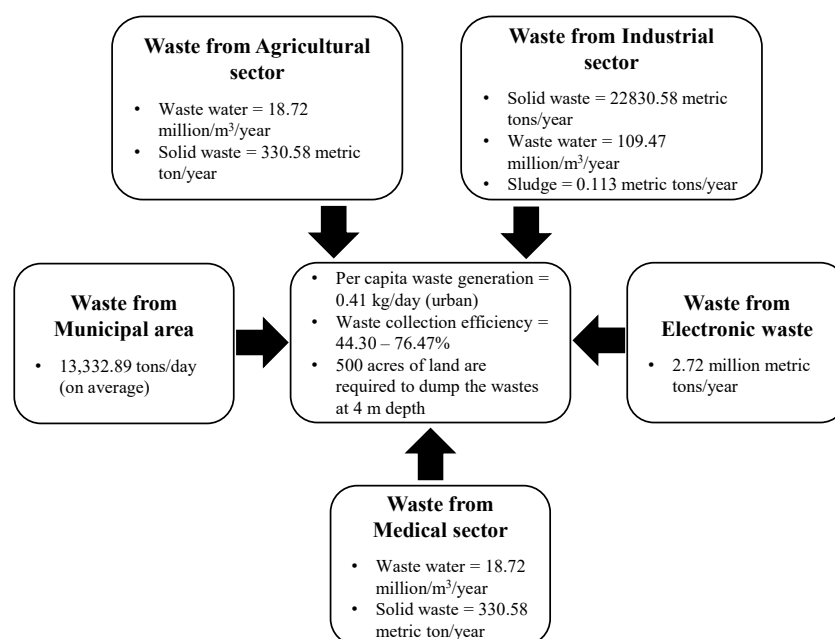 Waste from Agricultural
sector
• Waste water = 18.72
million/m³/year
• Solid waste = 330.58 metric
ton/year
Waste from Industrial
sector
• Solid waste = 22830.58 metric
tons/year
• Waste water = 109.47
million/m³/year
• Sludge = 0.113 metric tons/year
Waste from
Municipal area
• 13,332.89 tons/day
(on average)
• Per capita waste generation =
0.41 kg/day (urban)
• Waste collection efficiency =
44.30 – 76.47%
• 500 acres of land are
required to dump the wastes
at 4 m depth
Waste from
Electronic waste
• 2.72 million metric
tons/year
Waste from
Medical sector
• Waste water = 18.72
million/m³/year
• Solid waste = 330.58
metric ton/year